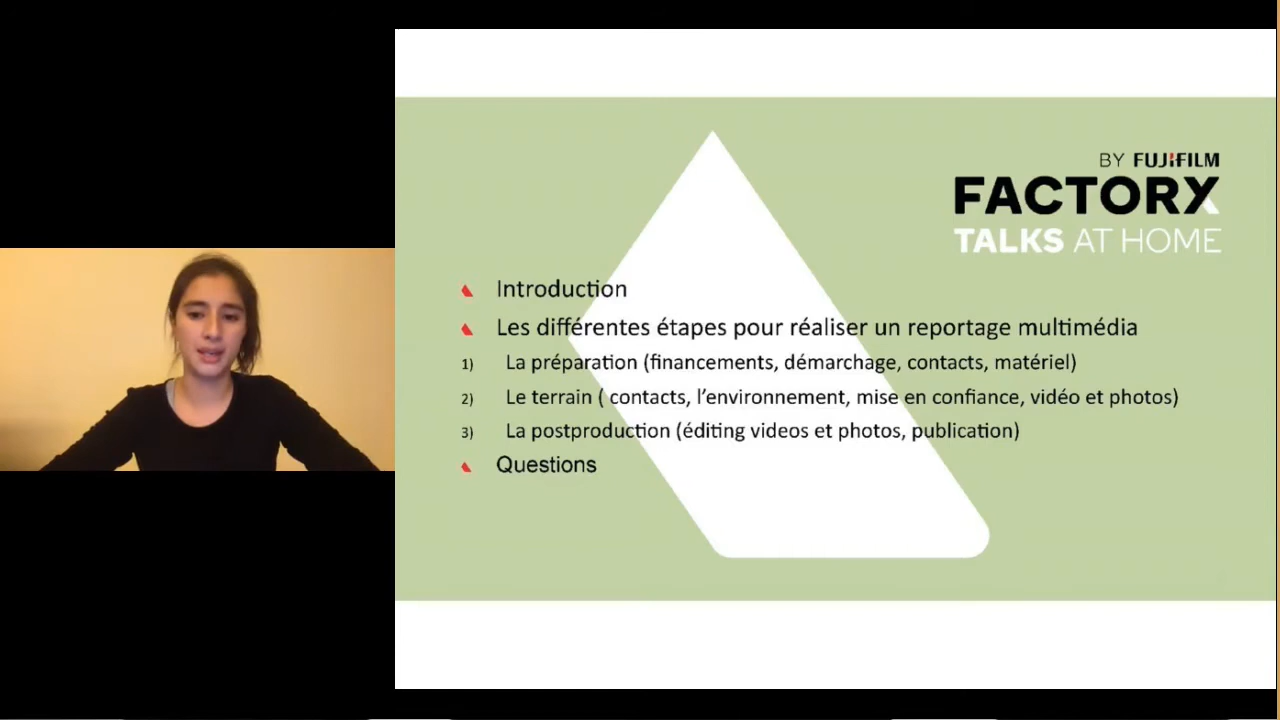 BY FUJIFILM
FACTORX
TALKS AT HOME
Introduction
Les différentes étapes pour réaliser un reportage multimédia
1) La préparation (financements, démarchage, contacts, matériel)
2) Le terrain ( contacts, l’environnement, mise en confiance, vidéo et photos)
3) La postproduction (éditing videos et photos, publication)
Questions